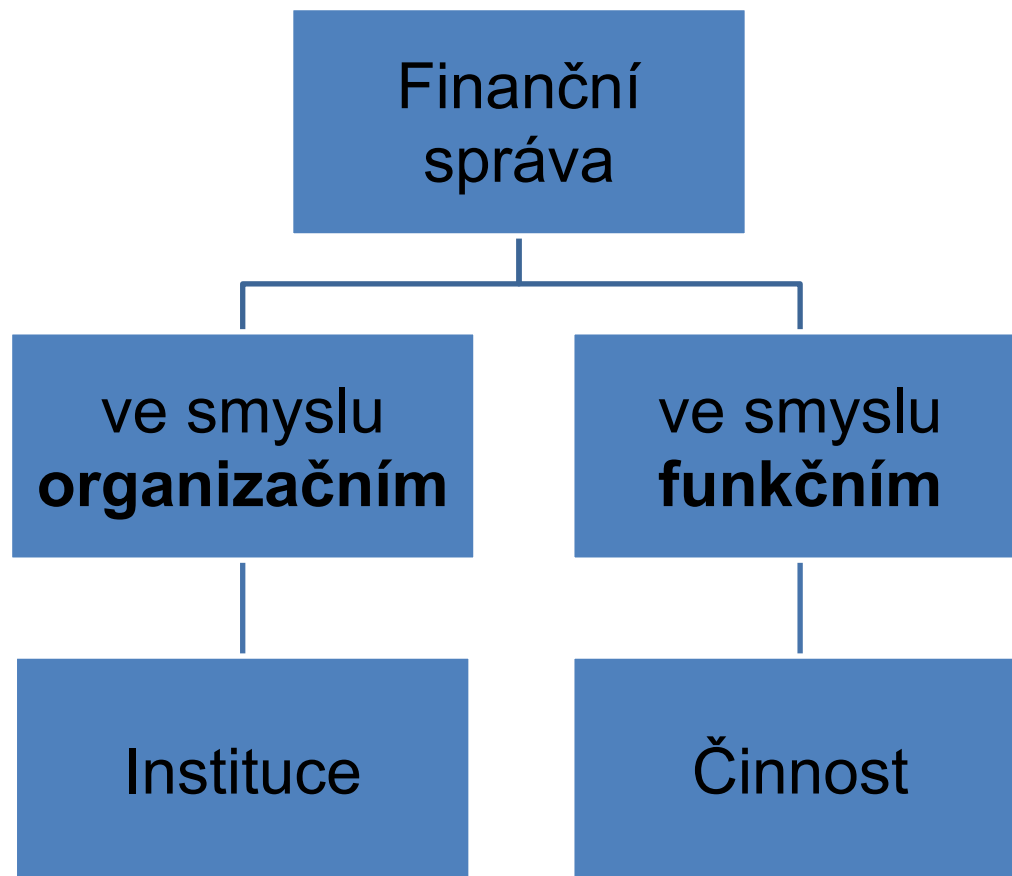 Finanční
správa
ve smyslu
organizačním
ve smyslu
funkčním
Instituce
Činnost